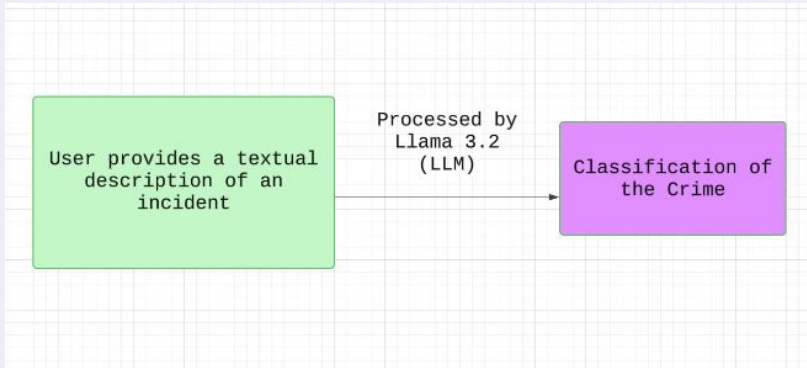 User provides a textual
description of an
incident
Processed by
Llama 3.2
(LLM)
Classification of
the Crime